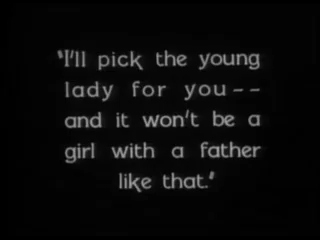 "I'll pick the young
lady for you--
and it won't be a
girl with a father
like that."